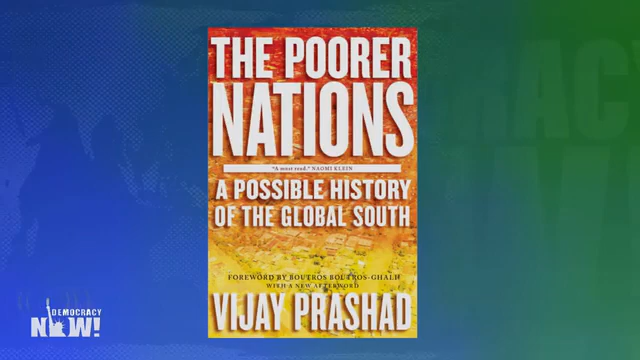 THE POORER
NATIONS
"A must read." NAOMI KLEIN
A POSSIBLE HISTORY
OF THE GLOBAL SOUTH
FOREWORD BY BOUTROS BOUTROS-GHALI
WITH A NEW AFTERWORD
VIJAY PRASHAD
DEMOCRACY
NOW!